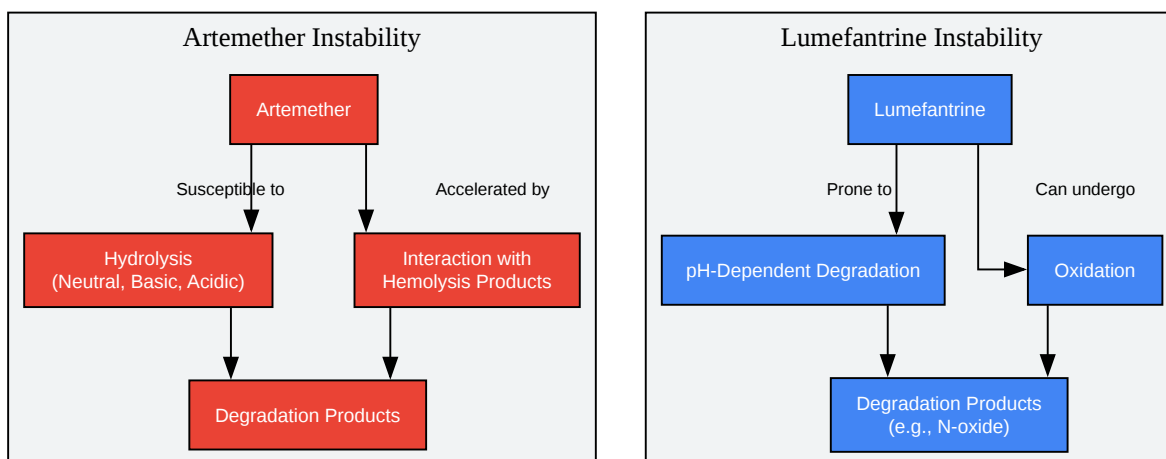 Artemether Instability
Artemether
Susceptible to
Accelerated by
Hydrolysis
(Neutral, Basic, Acidic)
Interaction with
Hemolysis Products
Degradation Products
Lumefantrine Instability
Lumefantrine
Prone to
Can undergo
pH-Dependent Degradation
Oxidation
Degradation Products
(e.g., N-oxide)